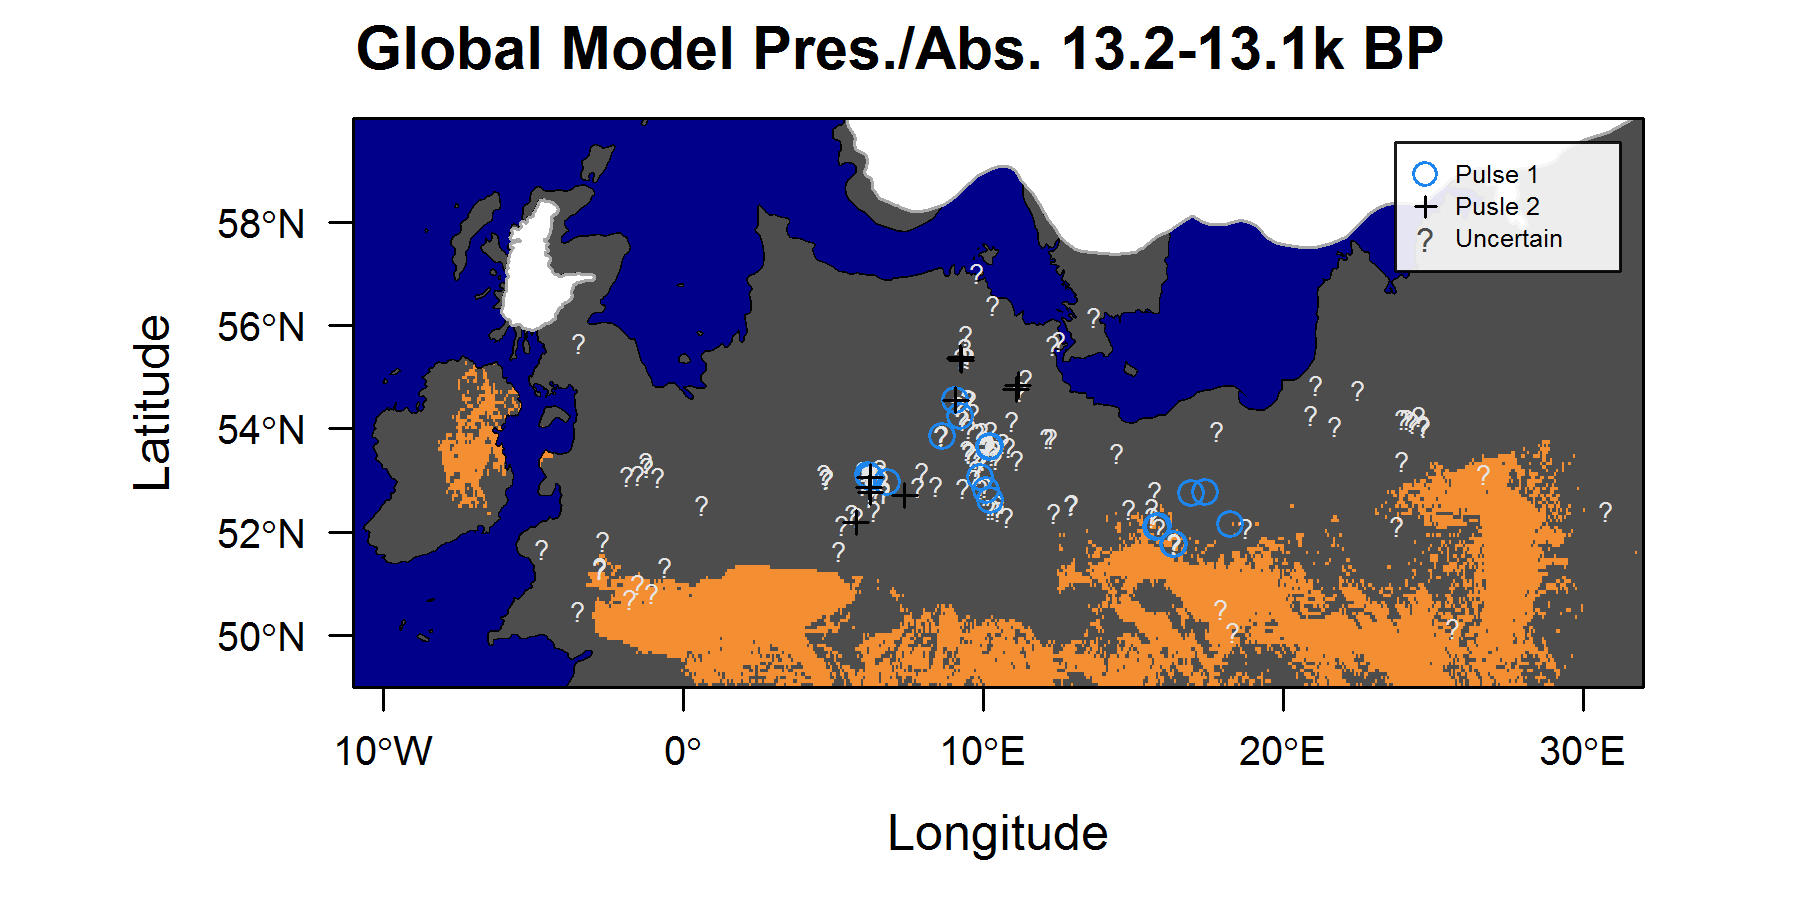 Global Model Pres./Abs. 13.2-13.1k BP
Pulse 1
Pusle 2
? Uncertain
58°N
56°N
54°N
52°N
50°N
Latitude
10°W
0°
10°E
20°E
30°E
Longitude